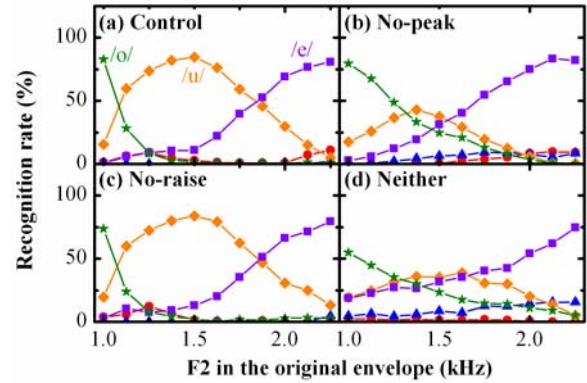 (a) Control
(b) No-peak
100
/o/
/u/
/e/
/e/
50
0
(c) No-raise
(d) Neither
100
50
0
1.0 1.5 2.0 1.0 1.5 2.0
Recognition rate (%)
F2 in the original envelope (kHz)